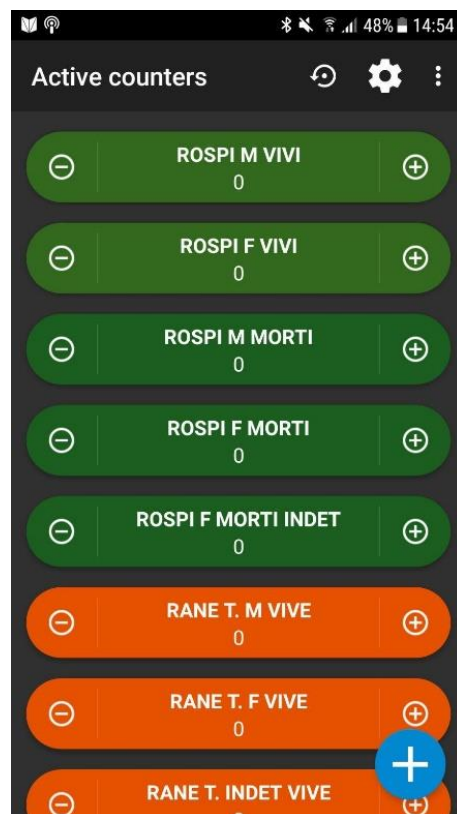 48% 14:54
Active counters
ROSPI M VIVI
0
ROSPI F VIVI
0
ROSPI M MORTI
0
ROSPI F MORTI
0
ROSPI F MORTI INDET
0
RANE T. M VIVE
0
RANE T. F VIVE
0
RANE T. INDET VIVE